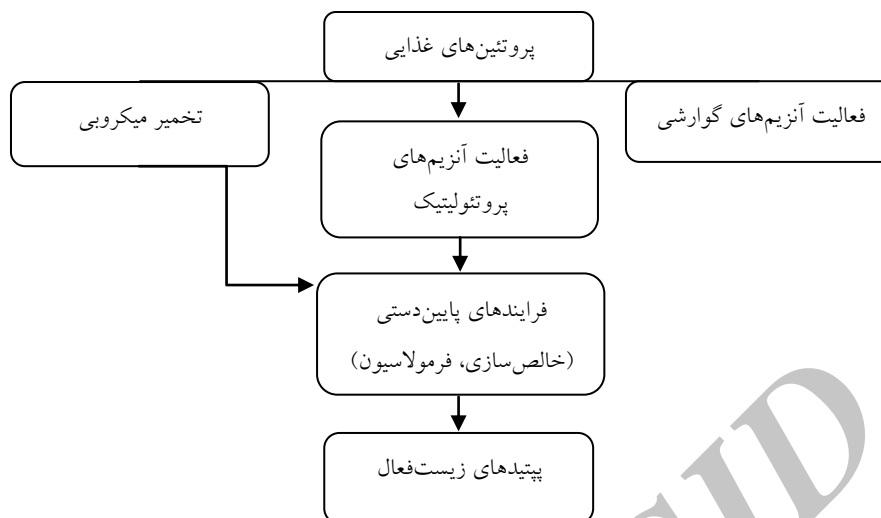 پروتئین‌های غذایی
فعالیت آنزیم‌های گوارشی
تخمیر میکروبی
فعالیت آنزیم‌های
پروتئولیتیک
فرایندهای پایین‌دستی
(خالص‌سازی، فرمولاسیون)
پپتیدهای زیست‌فعال
SID